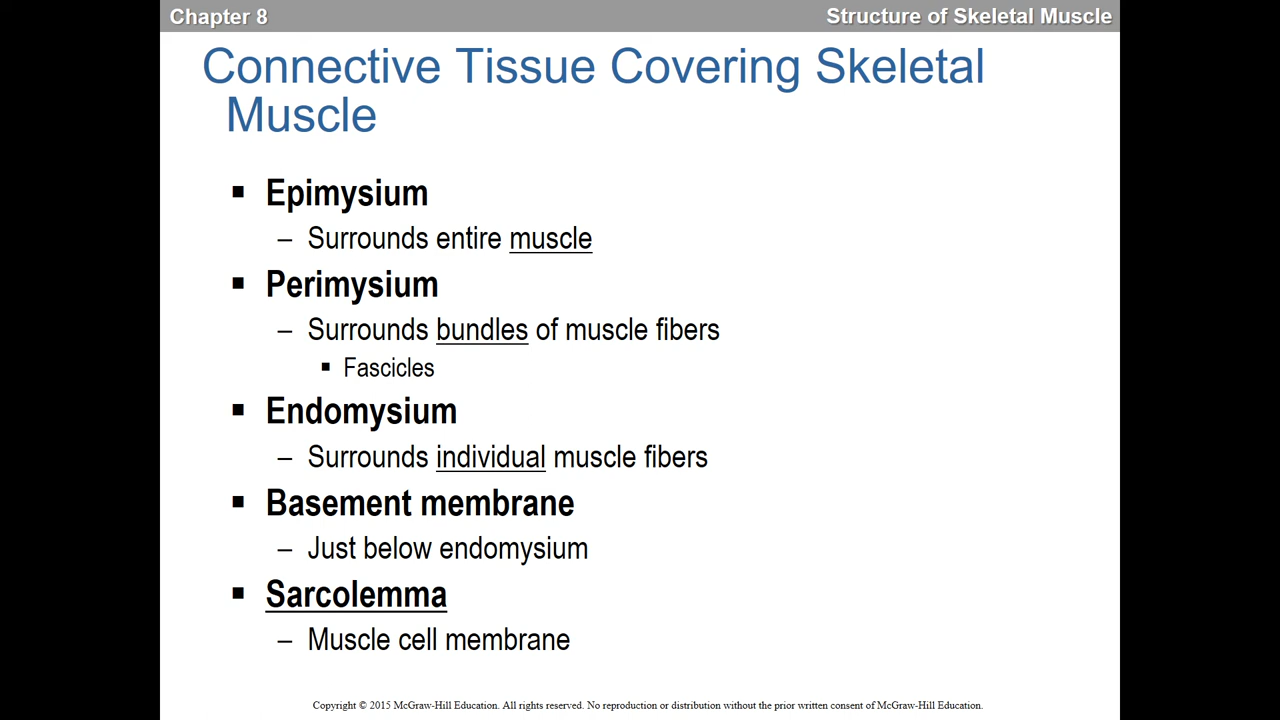 Chapter 8
Structure of Skeletal Muscle
Connective Tissue Covering Skeletal
Muscle
▪ Epimysium
– Surrounds entire muscle
▪ Perimysium
– Surrounds bundles of muscle fibers
▪ Fascicles
▪ Endomysium
– Surrounds individual muscle fibers
▪ Basement membrane
– Just below endomysium
▪ Sarcolemma
– Muscle cell membrane
Copyright © 2015 McGraw-Hill Education. All rights reserved. No reproduction or distribution without the prior written consent of McGraw-Hill Education.